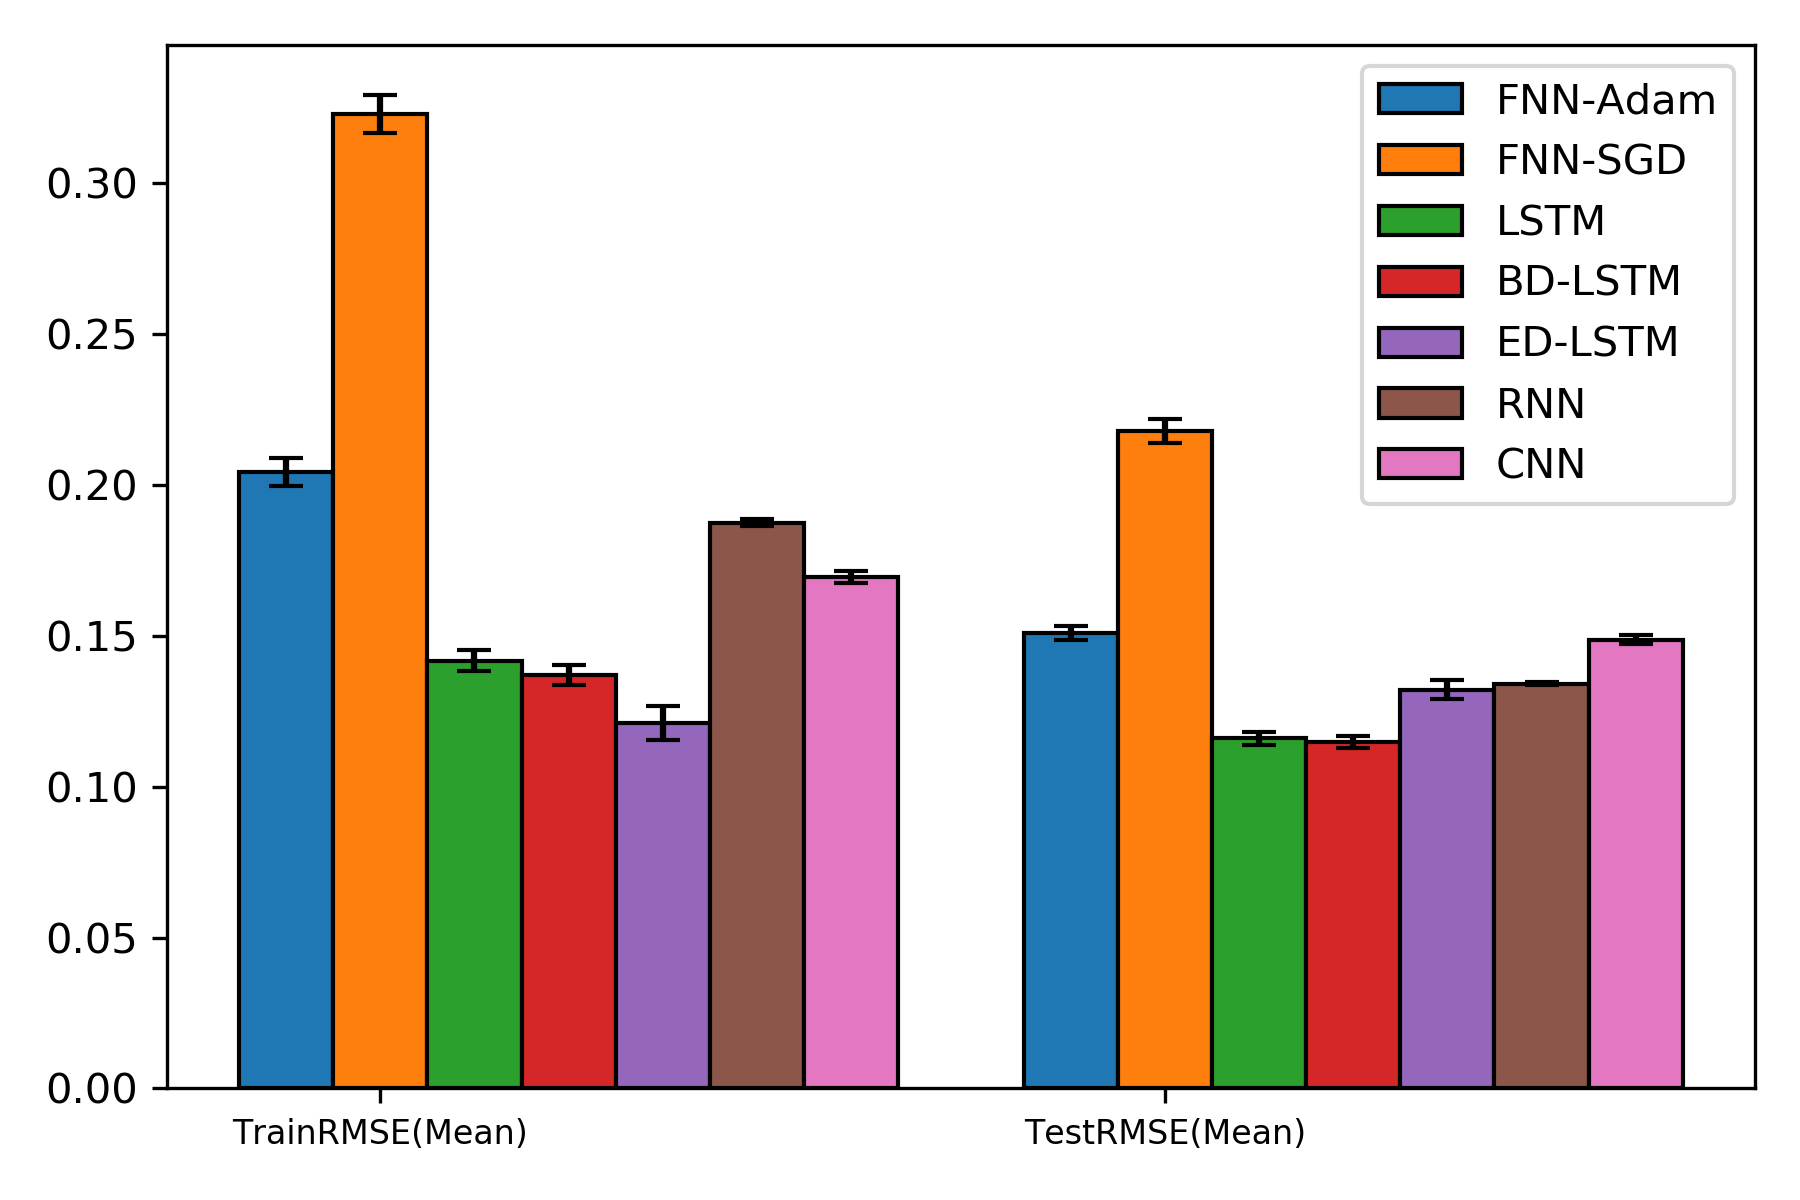 0.30
0.25
0.20
0.15
0.10
0.05
0.00
TrainRMSE(Mean)
TestRMSE(Mean)
FNN-Adam
FNN-SGD
LSTM
BD-LSTM
ED-LSTM
RNN
CNN